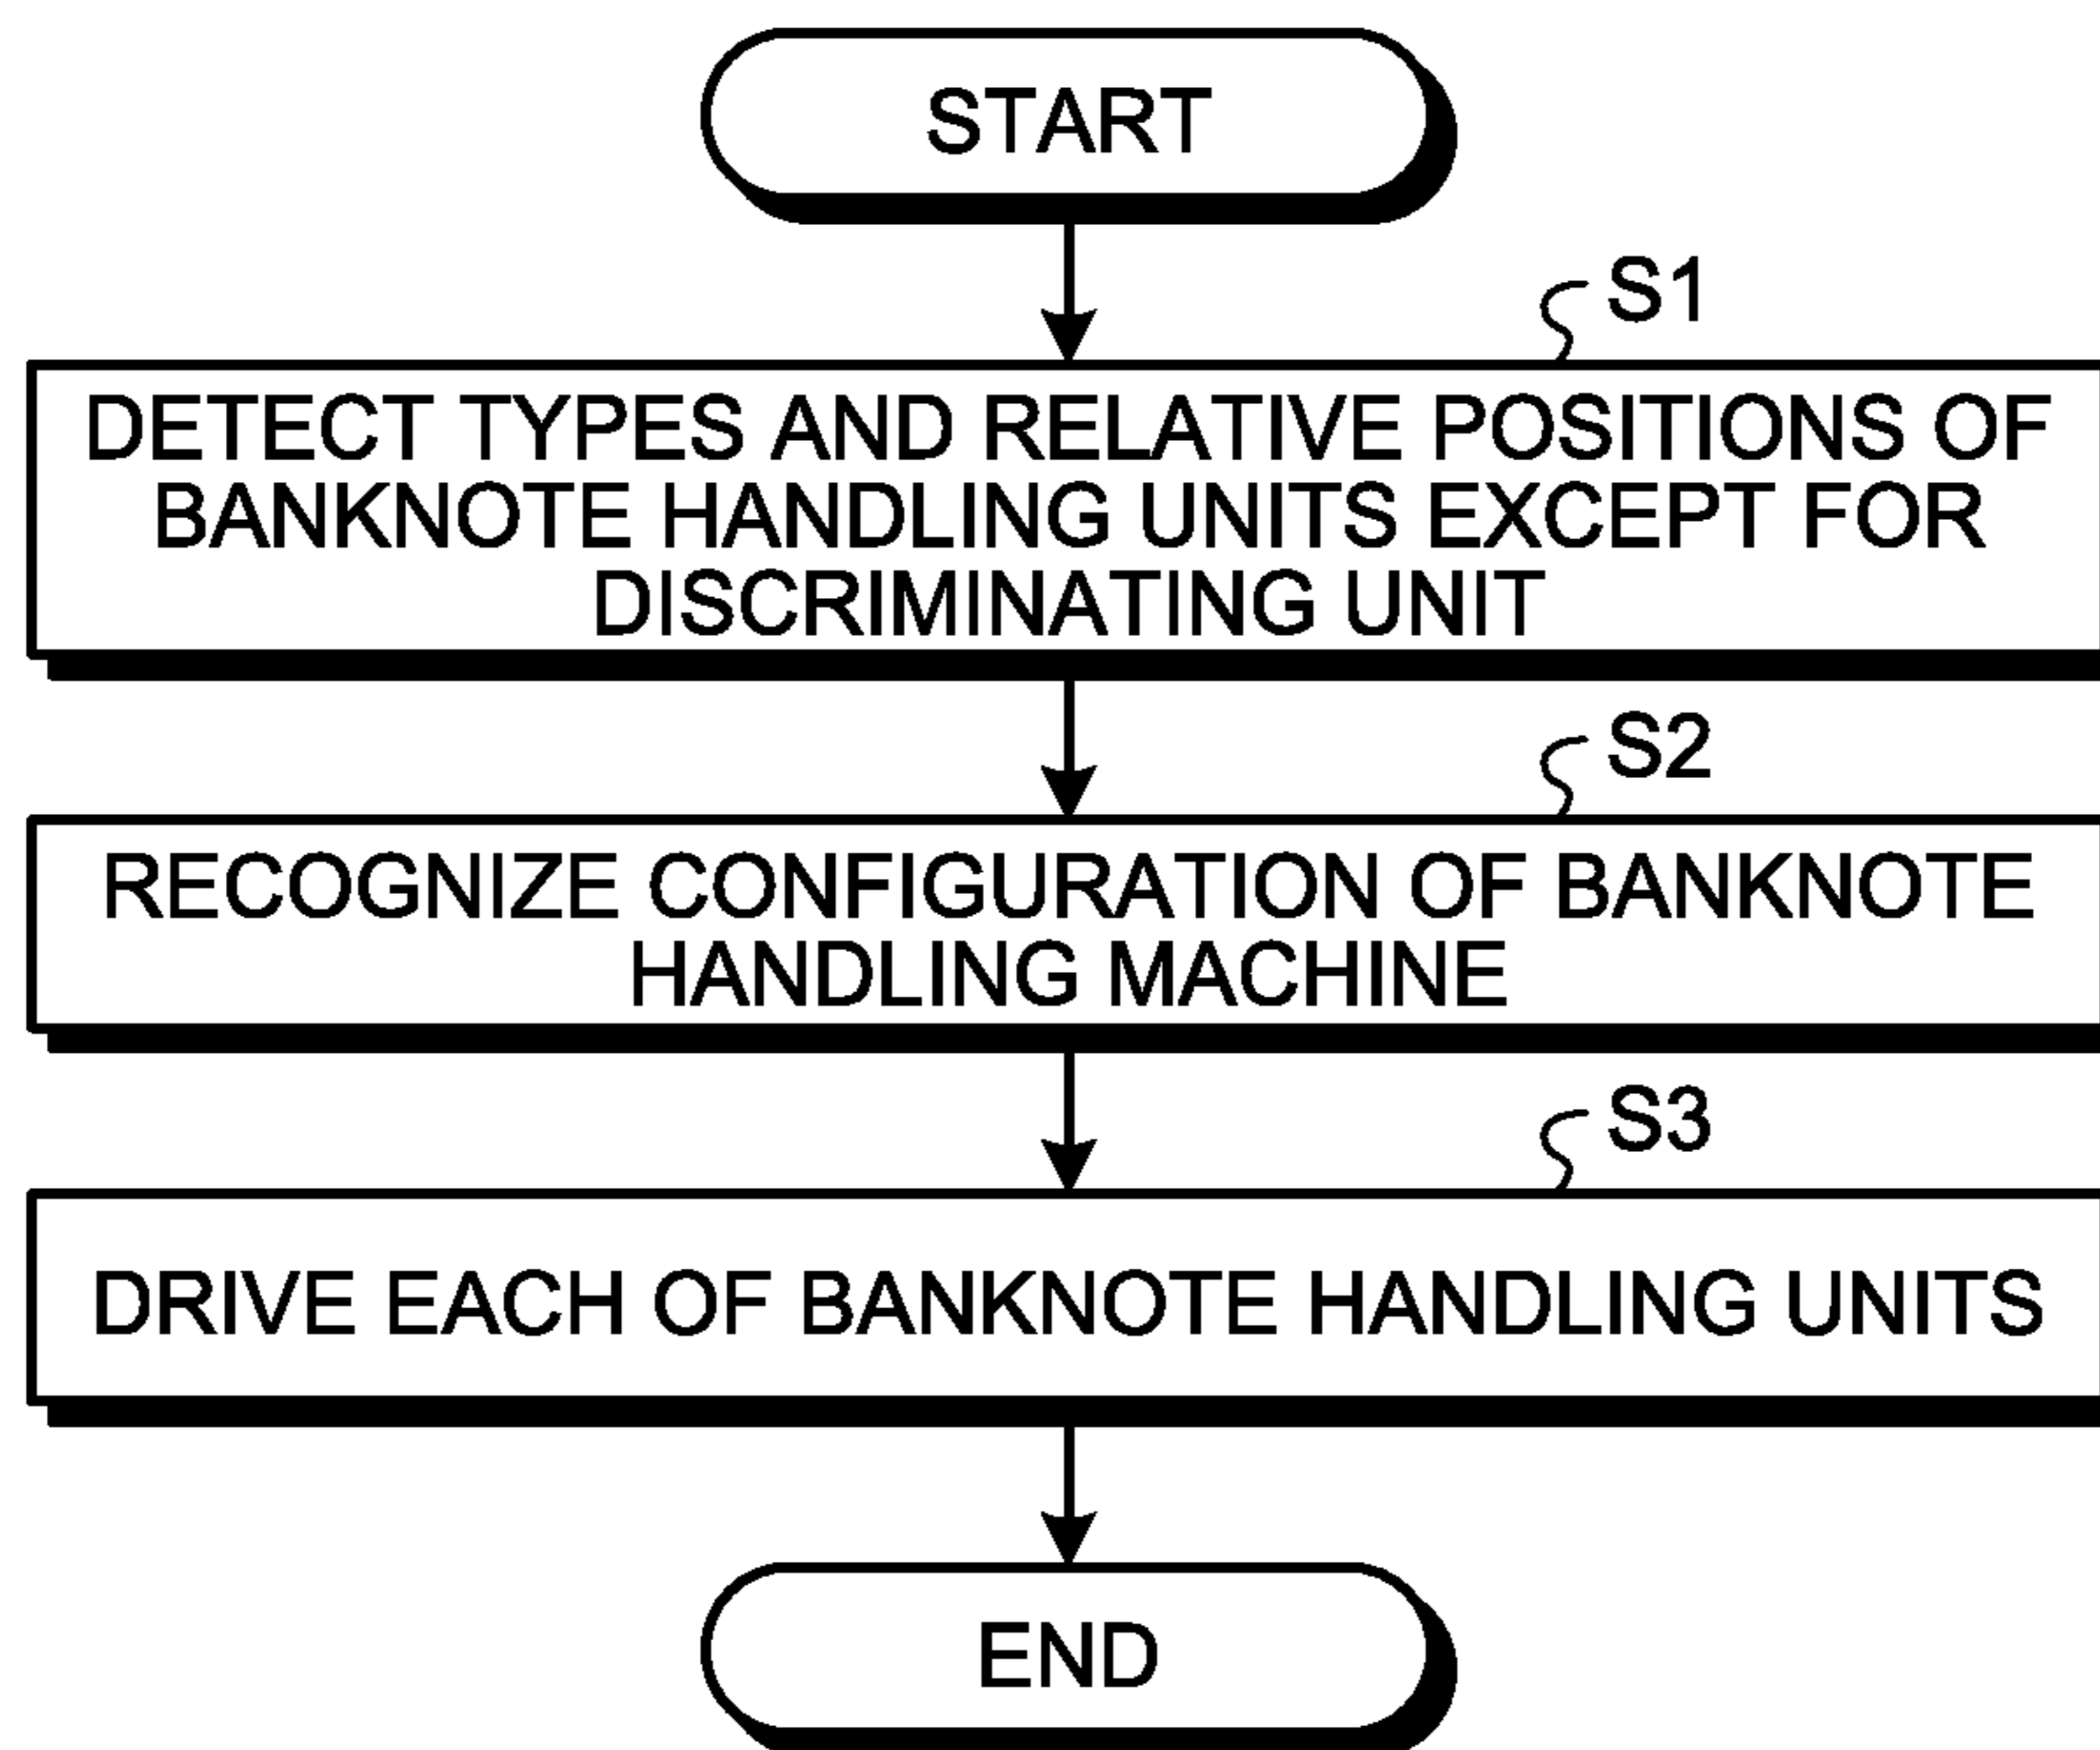 START
S1
DETECT TYPES AND RELATIVE POSITIONS OF
BANKNOTE HANDLING UNITS EXCEPT FOR
DISCRIMINATING UNIT
S2
RECOGNIZE CONFIGURATION OF BANKNOTE
HANDLING MACHINE
S3
DRIVE EACH OF BANKNOTE HANDLING UNITS
END